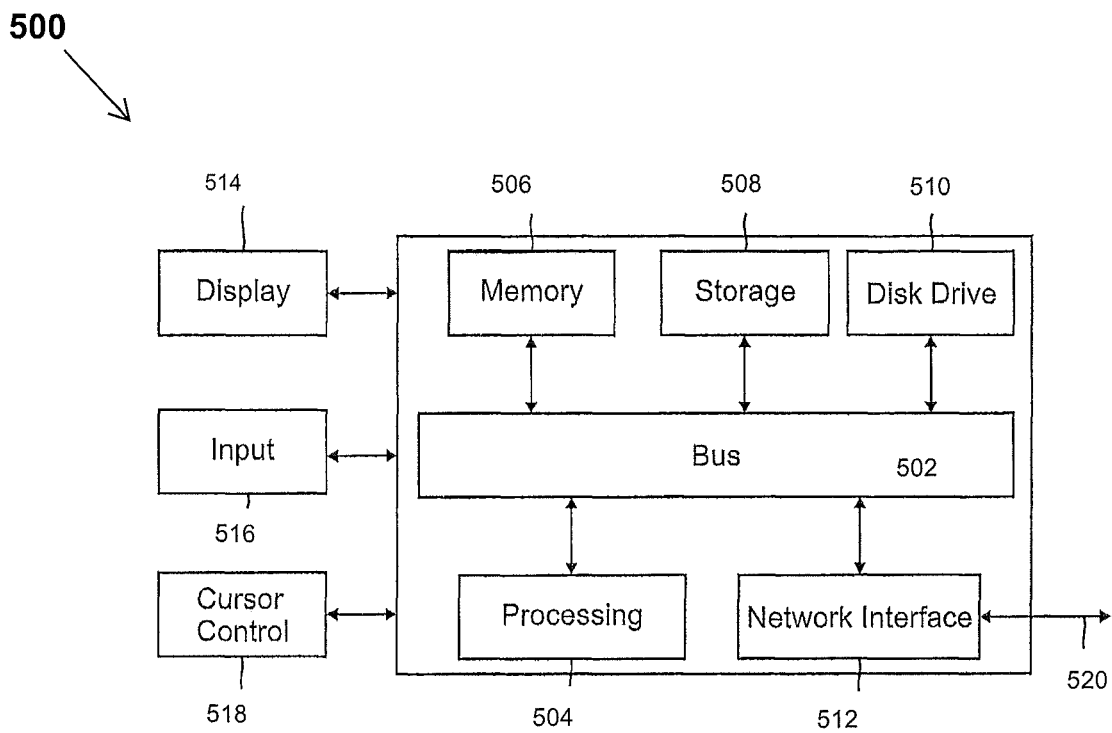 500
514
506
508
510
Display
Memory
Storage
Disk Drive
Input
Bus
502
516
Cursor
Control
Processing
Network Interface
520
518
504
512